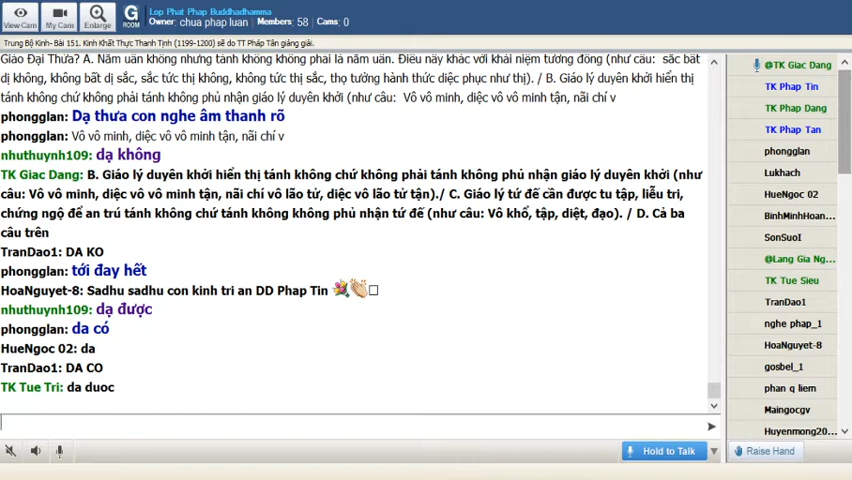 View Cam
My Cam
Enlarge
G
ROOM
Lop Phat Phap Buddhadhamma
Owner: chua phap luan Members: 58 Cams: 0
Trung Bộ Kinh- Bài 151. Kinh Khất Thực Thanh Tịnh (1199-1200) sẽ do TT Pháp Tân giảng giải.
Giáo Đại Thừa? A. Năm uẩn không nhưng tánh không không phải là năm uẩn. Điều này khác với khái niệm tương đồng (như câu: sắc bất
dị không, không bất dị sắc, sắc tức thị không, không tức thị sắc, thọ tưởng hành thức diệc phục như thị). / B. Giáo lý duyên khởi hiển thị
tánh không chứ không phải tánh không phủ nhận giáo lý duyên khởi (như câu: Vô vô minh, diệc vô vô minh tận, nãi chí v
phongglan: Dạ thưa con nghe âm thanh rõ
phongglan: Vô vô minh, diệc vô vô minh tận, nãi chí v
nhuthuynh109: dạ không
TK Giac Dang: B. Giáo lý duyên khởi hiển thị tánh không chứ không phải tánh không phủ nhận giáo lý duyên khởi (như
câu: Vô vô minh, diệc vô vô minh tận, nãi chí vô lão tử, diệc vô lão tử tận)./ C. Giáo lý tứ đế cần được tu tập, liễu tri,
chứng ngộ để an trú tánh không chứ tánh không không phủ nhận tứ đế (như câu: Vô khổ, tập, diệt, đạo). / D. Cả ba
câu trên
TranDao1: DA KO
phongglan: tới đay hết
HoaNguyet-8: Sadhu sadhu con kinh tri an DD Phap Tin
nhuthuynh109: dạ được
phongglan: da có
HueNgoc 02: da
TranDao1: DA CO
TK Tue Tri: da duoc
Hold to Talk
@TK Giac Dang
TK Phap Tin
TK Phap Dang
TK Phap Tan
phongglan
Lukhach
HueNgoc 02
BinhMinhHoan...
SonSuoI
@Lang Gia Ng...
TK Tue Sieu
TranDao1
nghe phap_1
HoaNguyet-8
gosbel_1
phan q liem
Maingocgv
Huyenmong20...
Raise Hand